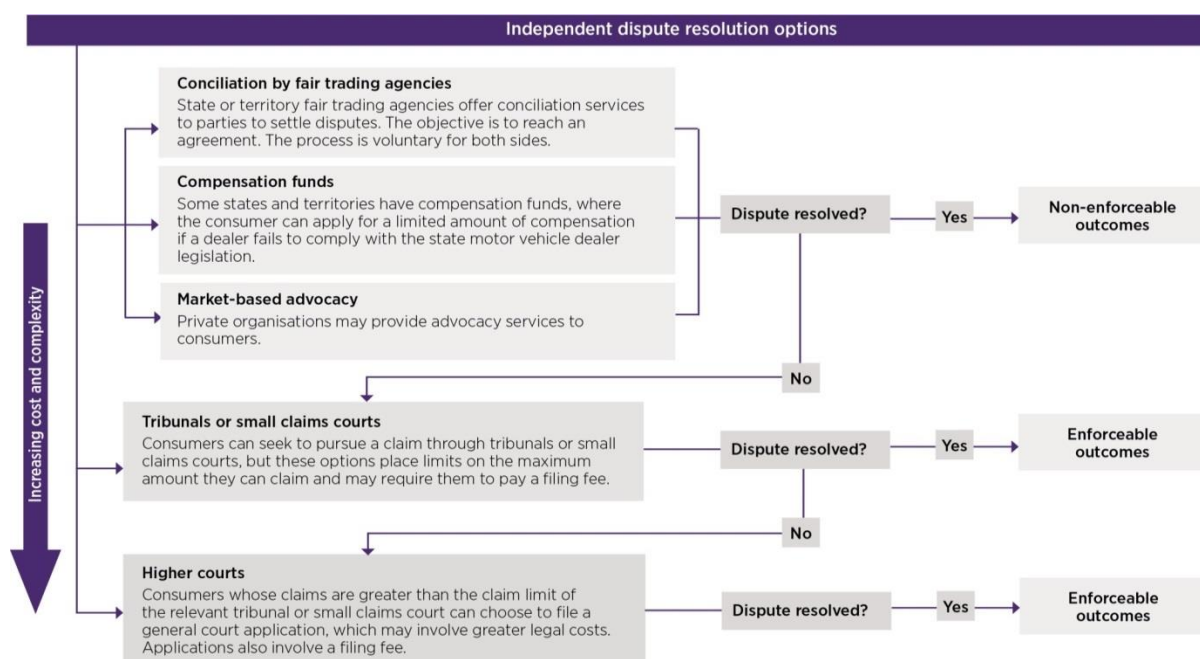 Independent dispute resolution options
Conciliation by fair trading agencies
State or territory fair trading agencies offer conciliation services
to parties to settle disputes. The objective is to reach an
agreement. The process is voluntary for both sides.
Compensation funds
Some states and territories have compensation funds, where
the consumer can apply for a limited amount of compensation
if a dealer fails to comply with the state motor vehicle dealer
legislation.
Market-based advocacy
Private organisations may provide advocacy services to
consumers.
Dispute resolved?
Yes
Non-enforceable
outcomes
No
Increasing cost and complexity
Tribunals or small claims courts
Consumers can seek to pursue a claim through tribunals or small
claims courts, but these options place limits on the maximum
amount they can claim and may require them to pay a filing fee.
Dispute resolved?
Yes
Enforceable
outcomes
No
Higher courts
Consumers whose claims are greater than the claim limit of
the relevant tribunal or small claims court can choose to file a
general court application, which may involve greater legal costs.
Applications also involve a filing fee.
Dispute resolved?
Yes
Enforceable
outcomes